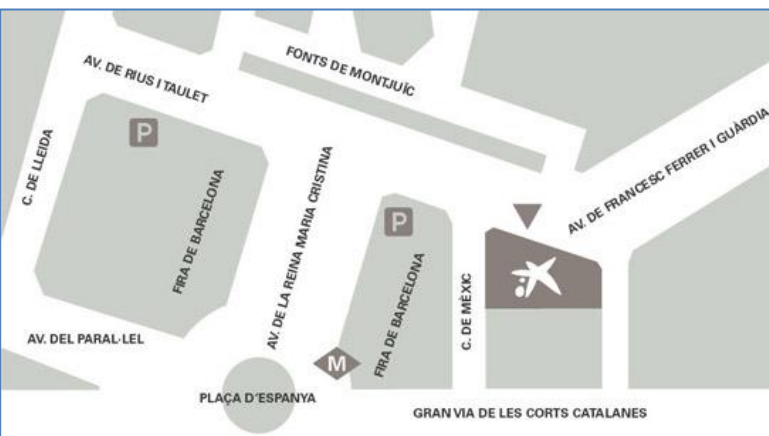 FONTS DE MONTJUÏC
AV. DE RIUS I TAULET
P
C. DE LLEIDA
FIRA DE BARCELONA
AV. DE LA REINA MARIA CRISTINA
P
AV. DE FRANCESC FERRER I GUÀRDIA
FIRA DE BARCELONA
C. DE MÈXIC
AV. DEL PARAL·LEL
M
PLAÇA D'ESPANYA
GRAN VIA DE LES CORTS CATALANES